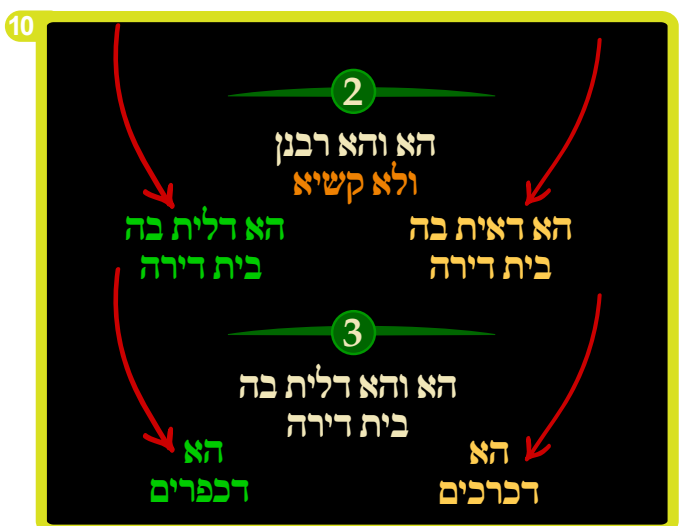 10
2
הא והא רבנן
ולא קשיא
הא דאית בה
בית דירה
הא דלית בה
בית דירה
3
הא והא דלית בה
בית דירה
הא
דכרכים
הא
דכפרים